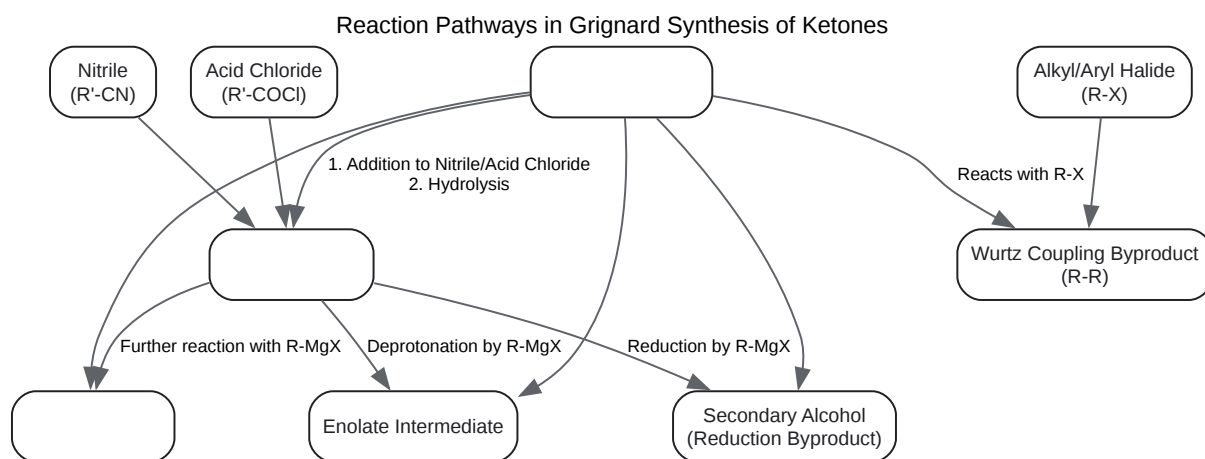 Reaction Pathways in Grignard Synthesis of Ketones
Nitrile
(R'-CN)
Acid Chloride
(R'-COCl)
Alkyl/Aryl Halide
(R-X)
1. Addition to Nitrile/Acid Chloride
2. Hydrolysis
Reacts with R-X
Wurtz Coupling Byproduct
(R-R)
Further reaction with R-MgX
Deprotonation by R-MgX
Reduction by R-MgX
Enolate Intermediate
Secondary Alcohol
(Reduction Byproduct)